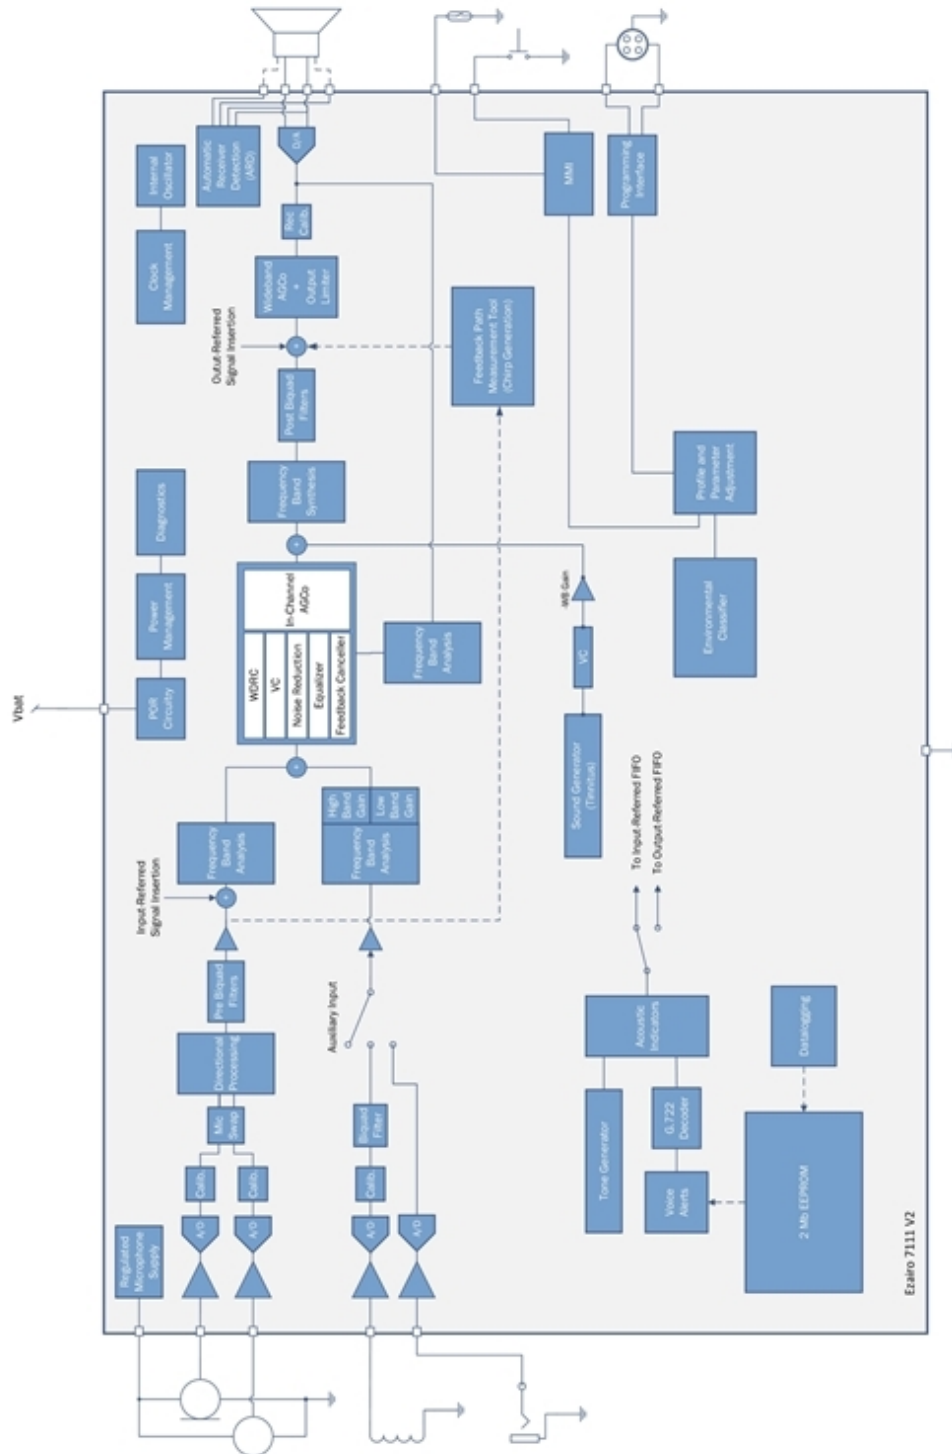 Vbat
Regulated
Microphone
Supply
POR
Circuitry
Power
Management
Diagnostics
Clock
Management
Internal
Oscillator
Input-Referred
Signal Insertion
Outut-Referred
Signal Insertion
Automatic
Receiver
Detection
(ARD)
A/D
Calib.
A/D
Calib.
Mic
Swap
Directional
Processing
Pre Biquad
Filters
+
Frequency
Band
Analysis
+
WDRC
VC
Noise Reduction
Equalizer
Feedback Canceller
In-Channel
AGCo
+
Frequency
Band
Synthesis
Post Biquad
Filters
+
Wideband
AGCo
+
Output
Limiter
Rec
Calib.
D/A
Auxiliary Input
A/D
Calib.
Biquad
Filter
A/D
Frequency
Band
Analysis
High
Band
Gain
Low
Band
Gain
Frequency
Band
Analysis
Feedback Path
Measurement Tool
(Chirp Generation)
MMI
Programming
Interface
Sound Generator
(Tinnitus)
VC
-WB Gain
Tone Generator
Voice
Alerts
G.722
Decoder
Acoustic
Indicators
To Input-Referred FIFO
To Output-Referred FIFO
Environmental
Classifier
Profile and
Parameter
Adjustment
2 Mb EEPROM
Datalogging
Ezairo 7111 V2